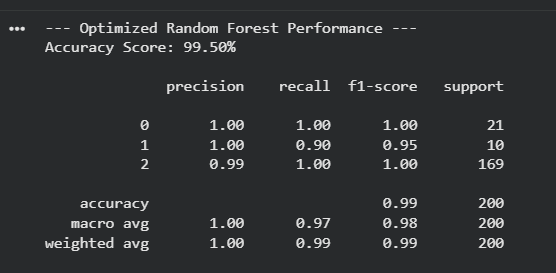 ••• --- Optimized Random Forest Performance ---
Accuracy Score: 99.50%
precision recall f1-score support
0 1.00 1.00 1.00 21
1 1.00 0.90 0.95 10
2 0.99 1.00 1.00 169
accuracy 0.99 200
macro avg 1.00 0.97 0.98 200
weighted avg 1.00 0.99 0.99 200